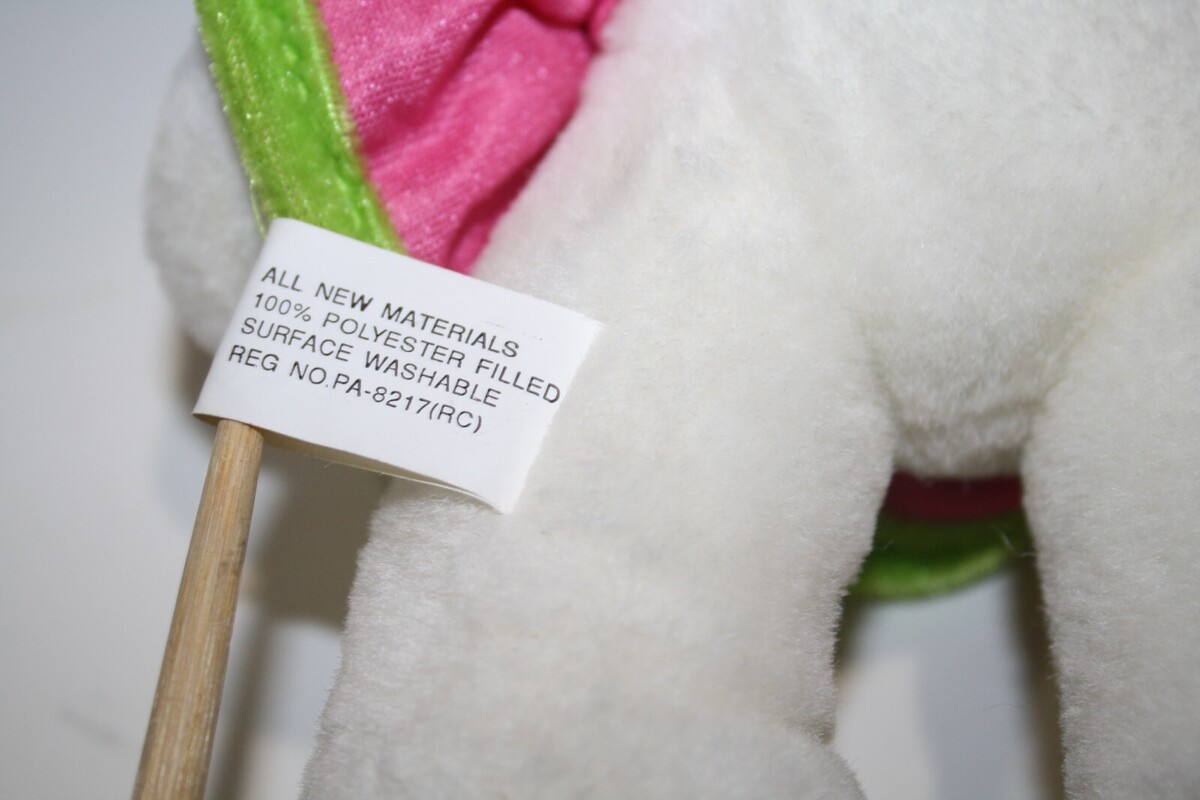 ALL NEW MATERIALS
100% POLYESTER FILLED
SURFACE WASHABLE
REG NO.PA-8217(RC)